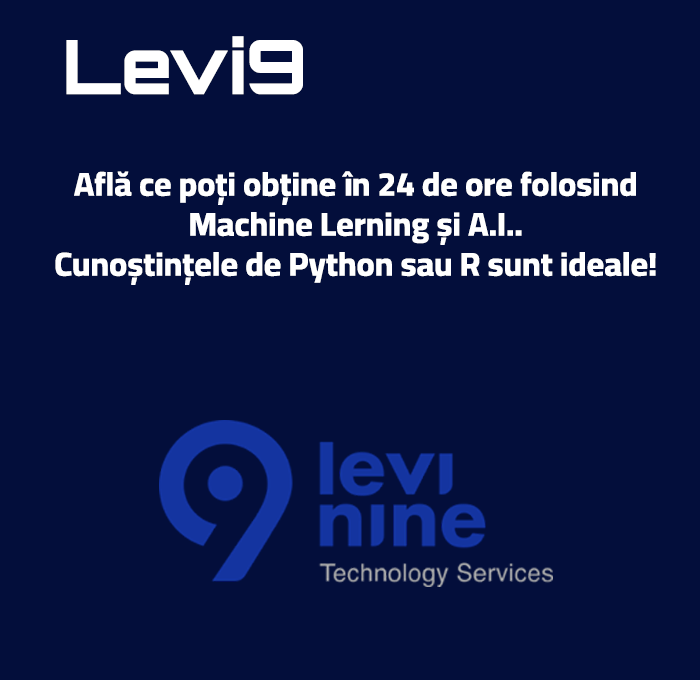 Levi9
Află ce poți obține în 24 de ore folosind
Machine Lerning și A.I..
Cunoștințele de Python sau R sunt ideale!
9 levi
nine
Technology Services